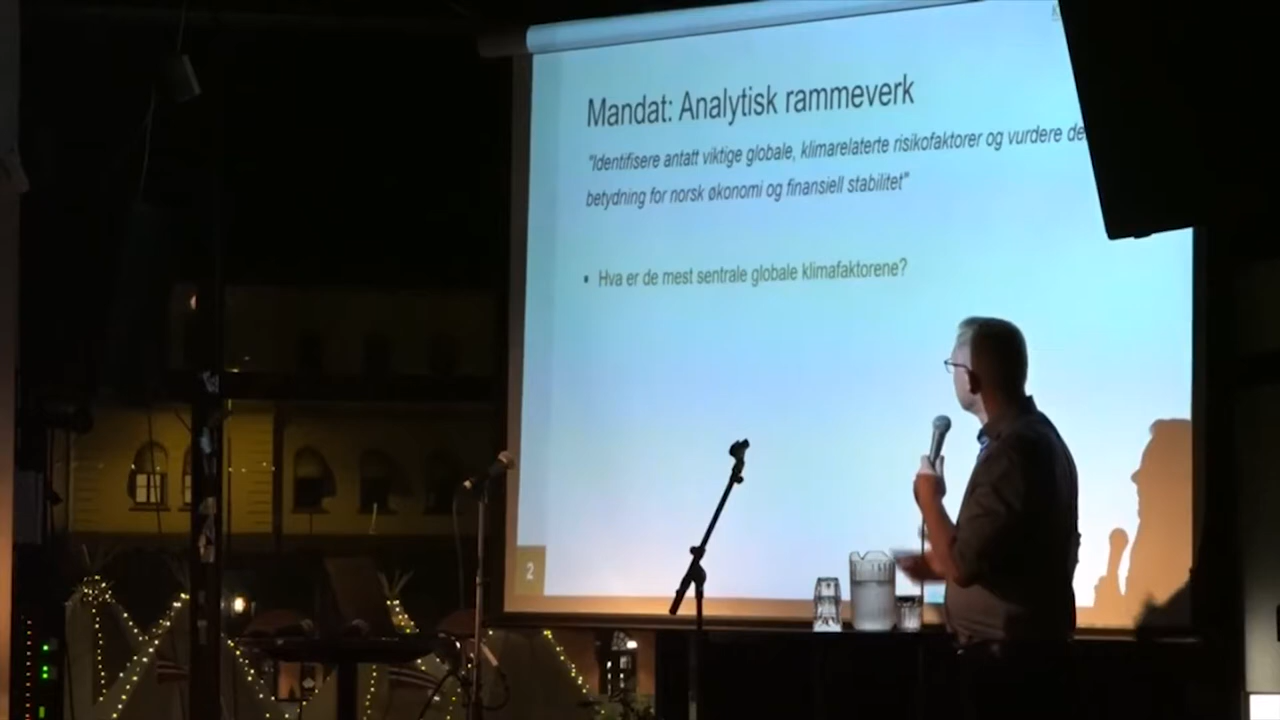 Mandat: Analytisk rammeverk
"Identifisere antatt viktige globale, klimarelaterte risikofaktorer og vurdere
betydning for norsk økonomi og finansiell stabilitet"
▪ Hva er de mest sentrale globale klimafaktorene?
2